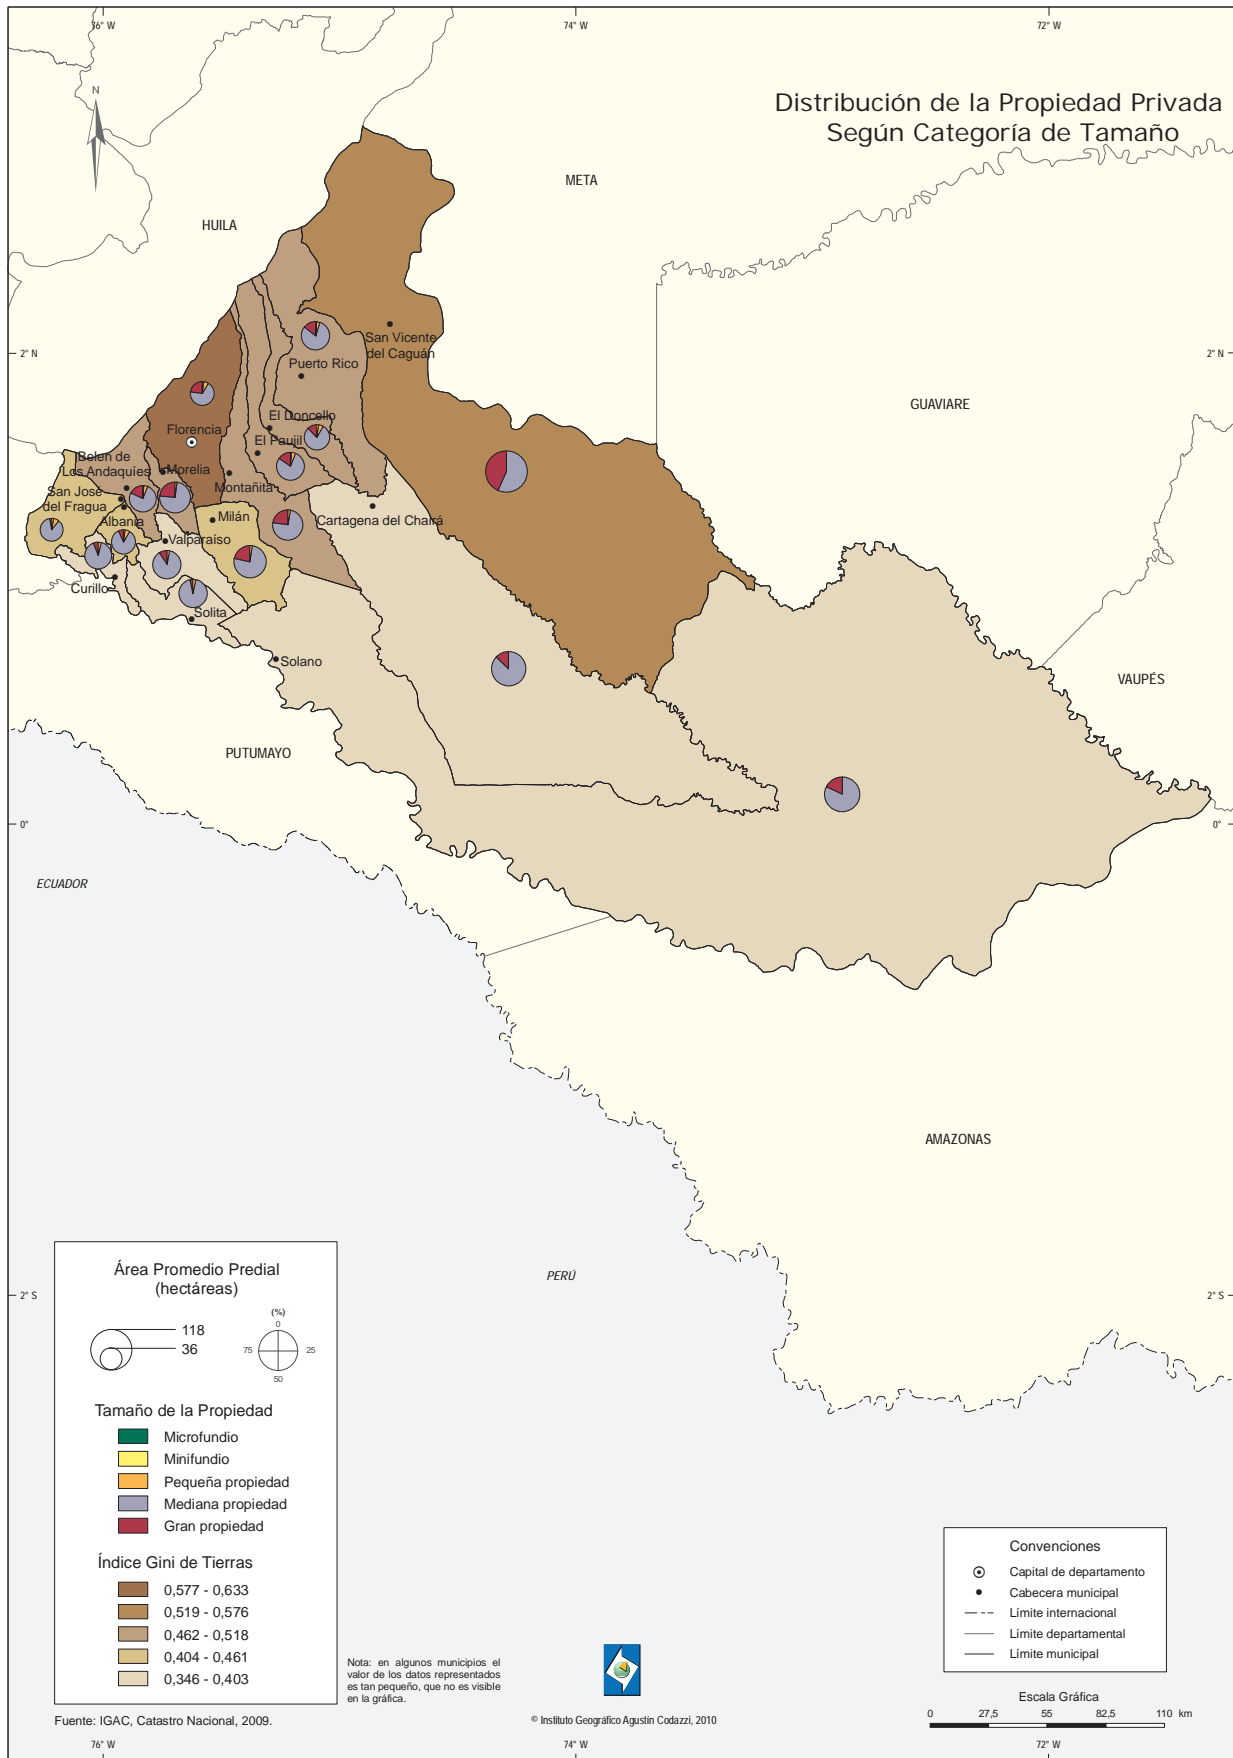 76° W
74° W
72° W
Distribución de la Propiedad Privada
Según Categoría de Tamaño
N
META
HUILA
San Vicente
del Caguán
2° N
2° N
Puerto Rico
GUAVIARE
El Doncello
Florencia
El Paujil
Belen de
Los Andaquíes
Morelia
Montañita
San José
del Fragua
Albania
Milán
Cartagena del Chairá
Valparaíso
Curillo
Solita
Solano
VAUPÉS
PUTUMAYO
0°
0°
ECUADOR
AMAZONAS
PERÚ
2° S
2° S
Área Promedio Predial
(hectáreas)
118
36
(%)
0
75
25
50
Tamaño de la Propiedad
Microfundio
Minifundio
Pequeña propiedad
Mediana propiedad
Gran propiedad
Índice Gini de Tierras
0,577 - 0,633
0,519 - 0,576
0,462 - 0,518
0,404 - 0,461
0,346 - 0,403
Fuente: IGAC, Catastro Nacional, 2009.
Nota: en algunos municipios el
valor de los datos representados
es tan pequeño, que no es visible
en la gráfica.
© Instituto Geográfico Agustín Codazzi, 2010
Convenciones
Capital de departamento
Cabecera municipal
Límite internacional
Límite departamental
Límite municipal
Escala Gráfica
0 27,5 55 82,5 110 km
76° W
74° W
72° W